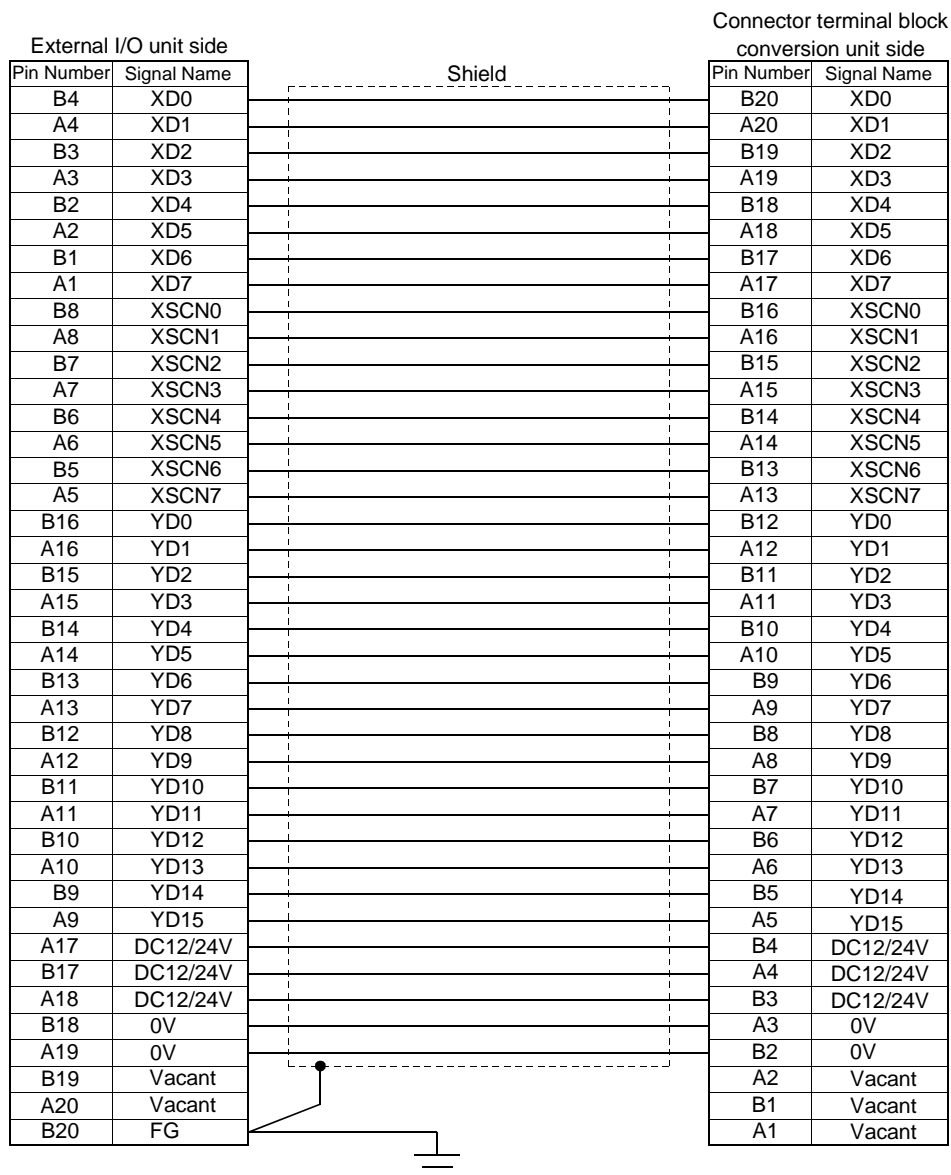 Connector terminal block
External I/O unit side conversion unit side
Pin Number Signal Name Shield Pin Number Signal Name
B4 XD0 B20 XD0
A4 XD1 A20 XD1
B3 XD2 B19 XD2
A3 XD3 A19 XD3
B2 XD4 B18 XD4
A2 XD5 A18 XD5
B1 XD6 B17 XD6
A1 XD7 A17 XD7
B8 XSCN0 B16 XSCN0
A8 XSCN1 A16 XSCN1
B7 XSCN2 B15 XSCN2
A7 XSCN3 A15 XSCN3
B6 XSCN4 B14 XSCN4
A6 XSCN5 A14 XSCN5
B5 XSCN6 B13 XSCN6
A5 XSCN7 A13 XSCN7
B16 YD0 B12 YD0
A16 YD1 A12 YD1
B15 YD2 B11 YD2
A15 YD3 A11 YD3
B14 YD4 B10 YD4
A14 YD5 A10 YD5
B13 YD6 B9 YD6
A13 YD7 A9 YD7
B12 YD8 B8 YD8
A12 YD9 A8 YD9
B11 YD10 B7 YD10
A11 YD11 A7 YD11
B10 YD12 B6 YD12
A10 YD13 A6 YD13
B9 YD14 B5 YD14
A9 YD15 A5 YD15
A17 DC12/24V B4 DC12/24V
B17 DC12/24V A4 DC12/24V
A18 DC12/24V B3 DC12/24V
B18 0V A3 0V
A19 0V B2 0V
B19 Vacant A2 Vacant
A20 Vacant B1 Vacant
B20 FG A1 Vacant